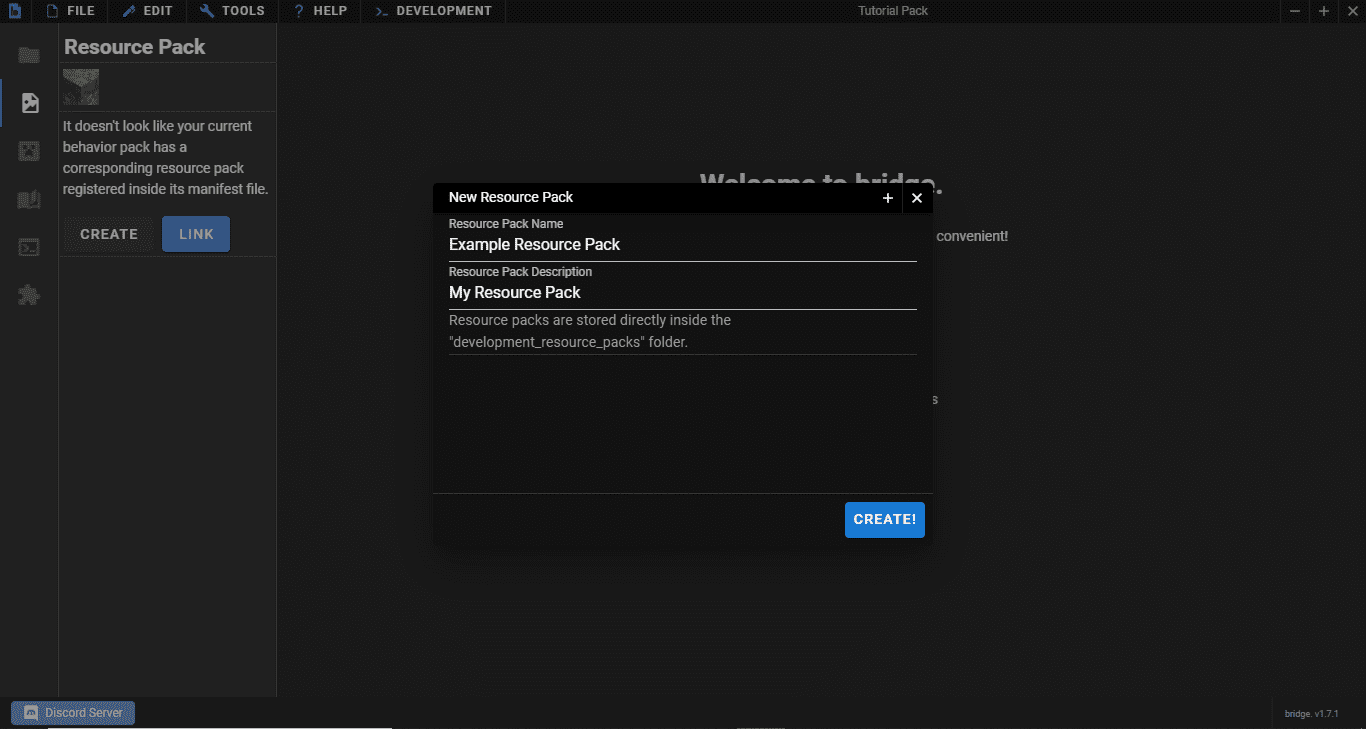 FILE
EDIT
TOOLS
? HELP
DEVELOPMENT
Tutorial Pack
Resource Pack
It doesn't look like your current
behavior pack has a
corresponding resource pack
registered inside its manifest file.
CREATE
LINK
Welcome to bridge.
convenient!
s
New Resource Pack
Resource Pack Name
Example Resource Pack
Resource Pack Description
My Resource Pack
Resource packs are stored directly inside the
"development_resource_packs" folder.
CREATE!
Discord Server
bridge. v1.7.1